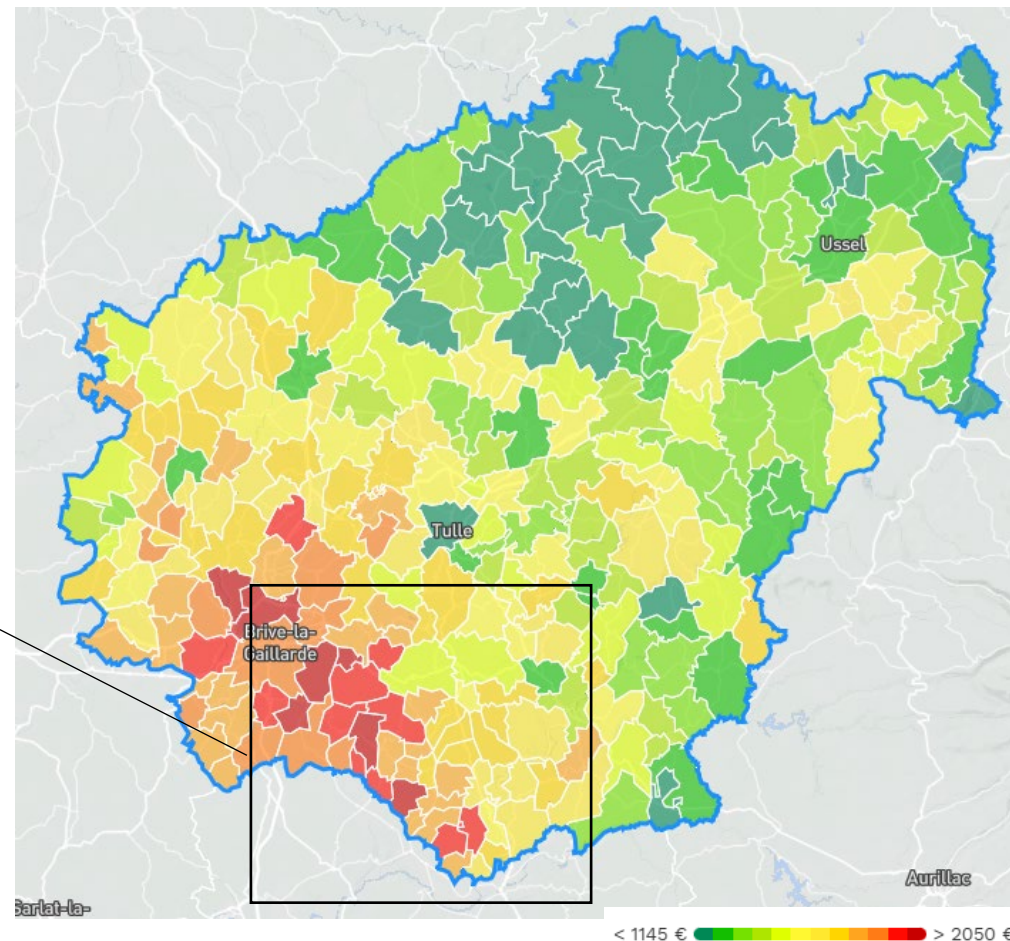 Ussel
Tulle
Brive-la-
Gaillarde
Aurillac
Sarlat-la-
< 1145 € > 2050 €